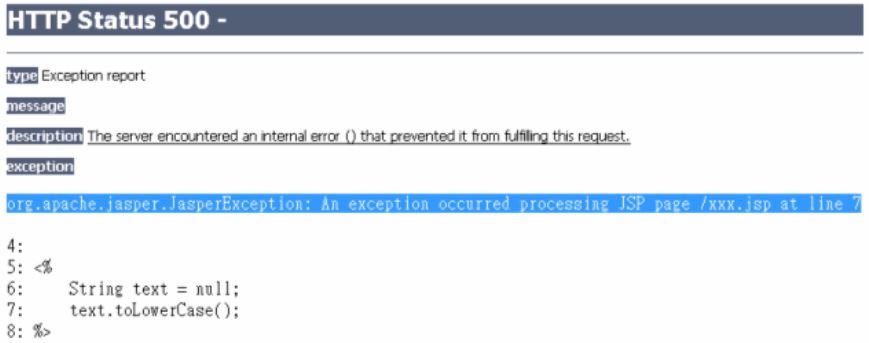 HTTP Status 500 -
type Exception report
message
description The server encountered an internal error () that prevented it from fulfilling this request.
exception
org.apache.jasper.JasperException: An exception occurred processing JSP page /xxx.jsp at line 7
4:
5: <%
6:     String text = null;
7:     text.toLowerCase();
8: %>